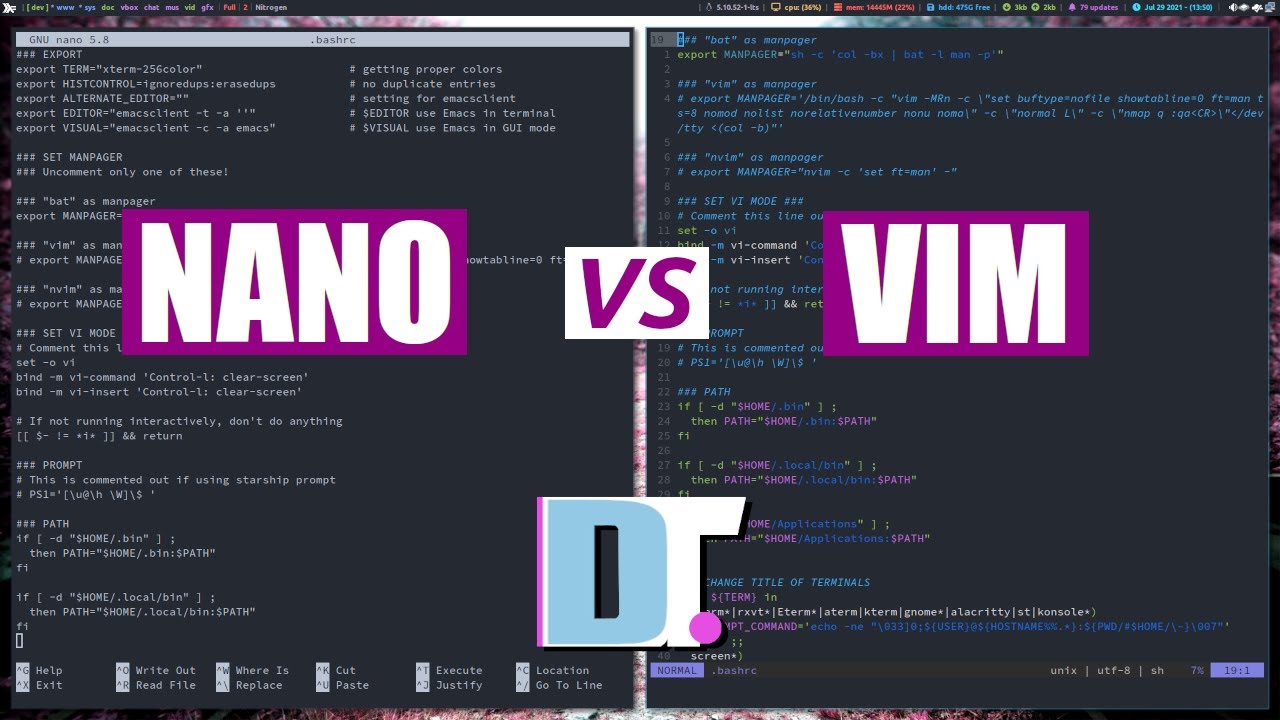 [ dev ] * www * sys doc vbox chat mus vid gfx | Full | 2 | Nitrogen
5.10.52-1-lts | cpu: (36%) | mem: 14445M (22%) | hdd: 475G free | 3kb 2kb | 79 updates | Jul 29 2021 - (13:50)
GNU nano 5.8 .bashrc
### EXPORT
export TERM="xterm-256color" # getting proper colors
export HISTCONTROL=ignoredups:erasedups # no duplicate entries
export ALTERNATE_EDITOR="" # setting for emacsclient
export EDITOR="emacsclient -t -a ''" # $EDITOR use Emacs in terminal
export VISUAL="emacsclient -c -a emacs" # $VISUAL use Emacs in GUI mode
### SET MANPAGER
### Uncomment only one of these!
### "bat" as manpager
export MANPAGER=
### "vim" as man
# export MANPAGER howtabline=0 ft=
### "nvim" as man
# export MANPAGER
### SET VI MODE
# Comment this l
set -o vi
bind -m vi-command 'Control-l: clear-screen'
bind -m vi-insert 'Control-l: clear-screen'
# If not running interactively, don't do anything
[[ $- != *i* ]] && return
### PROMPT
# This is commented out if using starship prompt
# PS1='[\u@\h \W]\$ '
### PATH
if [ -d "$HOME/.bin" ] ;
then PATH="$HOME/.bin:$PATH"
fi
if [ -d "$HOME/.local/bin" ] ;
then PATH="$HOME/.local/bin:$PATH"
fi
^G Help ^O Write Out ^W Where Is ^K Cut ^T Execute ^C Location
^X Exit ^R Read File ^\ Replace ^U Paste ^J Justify ^/ Go To Line
NANO
VS
VIM
DT.
19 ### "bat" as manpager
1 export MANPAGER="sh -c 'col -bx | bat -l man -p'"
2
3 ### "vim" as manpager
4 # export MANPAGER='/bin/bash -c "vim -MRn -c \"set buftype=nofile showtabline=0 ft=man t
s=8 nomod nolist norelativenumber nonu noma\" -c \"normal L\" -c \"nmap q :qa<CR>\"</dev
/tty <(col -b)"'
5
6 ### "nvim" as manpager
7 # export MANPAGER="nvim -c 'set ft=man' -"
8
9 ### SET VI MODE ###
10 # Comment this line ou
11 set -o vi
12 bind -m vi-command 'Co
-m vi-insert 'Con
not running inter
!= *i* ]] && ret
PROMPT
19 # This is commented ou
20 # PS1='[\u@\h \W]\$ '
21
22 ### PATH
23 if [ -d "$HOME/.bin" ] ;
24 then PATH="$HOME/.bin:$PATH"
25 fi
26
27 if [ -d "$HOME/.local/bin" ] ;
28 then PATH="$HOME/.local/bin:$PATH"
29 fi
HOME/Applications" ] ;
PATH="$HOME/Applications:$PATH"
CHANGE TITLE OF TERMINALS
${TERM} in
erm*|rxvt*|Eterm*|aterm|kterm|gnome*|alacritty|st|konsole*)
MPT_COMMAND='echo -ne "\033]0;${USER}@${HOSTNAME%%.*}:${PWD/#$HOME/\~}\007"'
;;
40 screen*)
NORMAL .bashrc unix | utf-8 | sh 7% 19:1